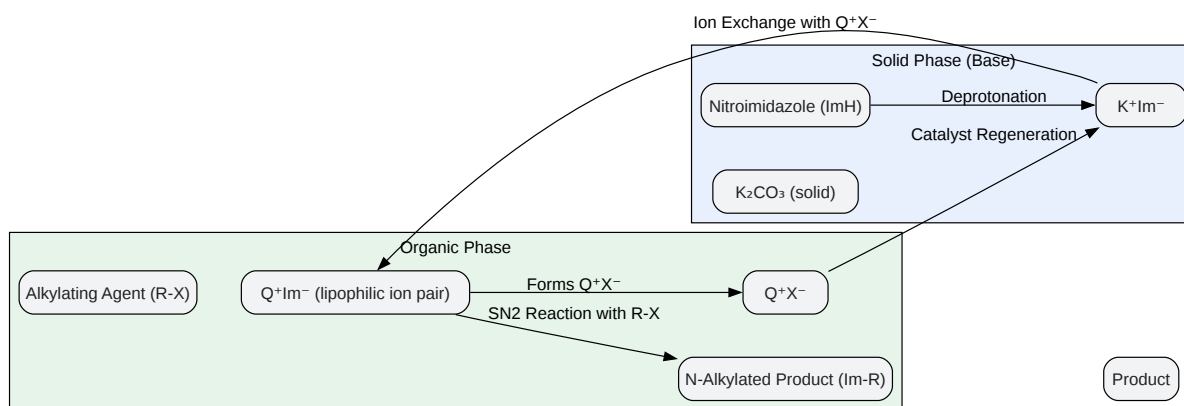 Ion Exchange with Q⁺X⁻
Solid Phase (Base)
Nitroimidazole (ImH)
Deprotonation
K⁺Im⁻
Catalyst Regeneration
K₂CO₃ (solid)
Organic Phase
Alkylating Agent (R-X)
Q⁺Im⁻ (lipophilic ion pair)
Forms Q⁺X⁻
Q⁺X⁻
SN2 Reaction with R-X
N-Alkylated Product (Im-R)
Product